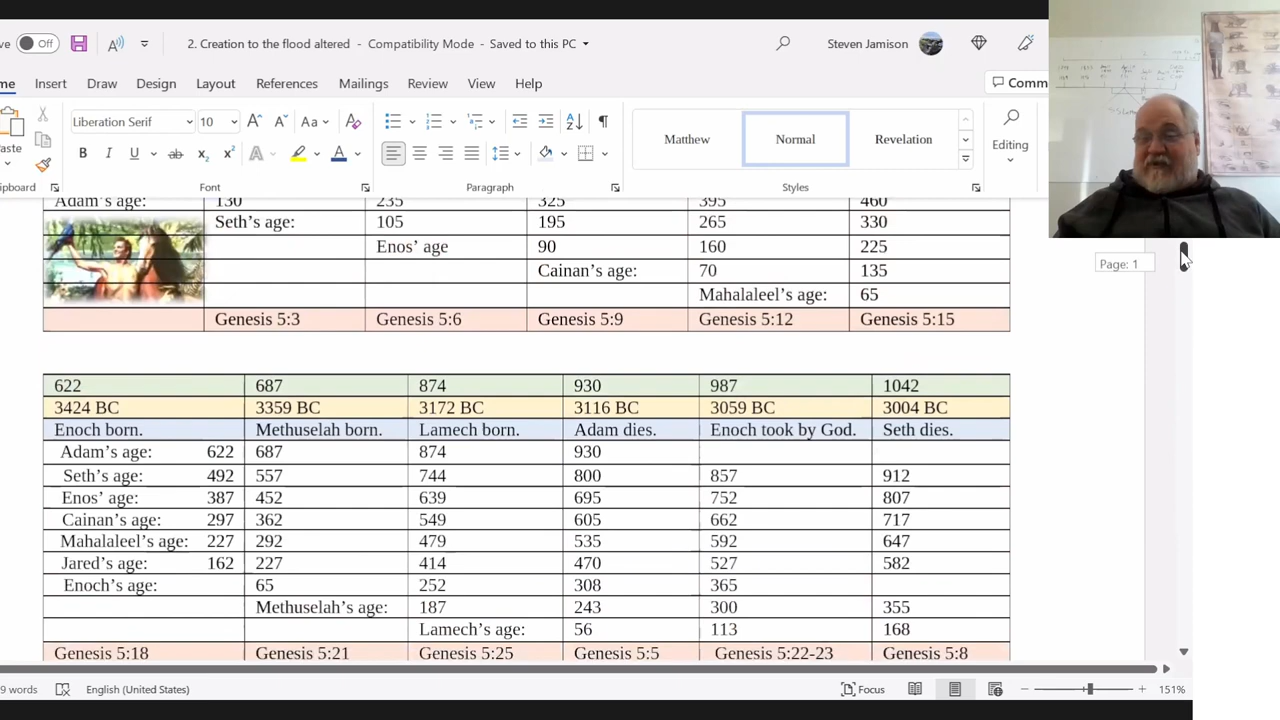 ve Off 2. Creation to the flood altered - Compatibility Mode - Saved to this PC Steven Jamison
me Insert Draw Design Layout References Mailings Review View Help Comm
Liberation Serif 10 Aa
Paste B I U ab x₂ x² A A Matthew Normal Revelation Editing
lipboard Font Paragraph Styles
Adam's age: 130 235 325 395 460
Seth's age: 105 195 265 330
Enos' age 90 160 225
Cainan's age: 70 135
Mahalaleel's age: 65
Genesis 5:3 Genesis 5:6 Genesis 5:9 Genesis 5:12 Genesis 5:15
Page: 1
622 687 874 930 987 1042
3424 BC 3359 BC 3172 BC 3116 BC 3059 BC 3004 BC
Enoch born. Methuselah born. Lamech born. Adam dies. Enoch took by God. Seth dies.
Adam's age: 622 687 874 930
Seth's age: 492 557 744 800 857 912
Enos' age: 387 452 639 695 752 807
Cainan's age: 297 362 549 605 662 717
Mahalaleel's age: 227 292 479 535 592 647
Jared's age: 162 227 414 470 527 582
Enoch's age: 65 252 308 365
Methuselah's age: 187 243 300 355
Lamech's age: 56 113 168
Genesis 5:18 Genesis 5:21 Genesis 5:25 Genesis 5:5 Genesis 5:22-23 Genesis 5:8
9 words English (United States) Focus 151%